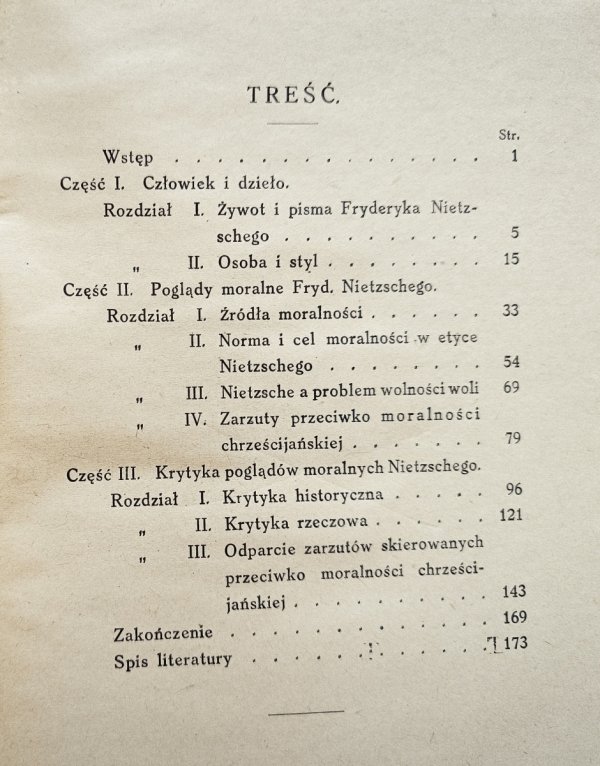 TREŚĆ.
Str.
Wstęp . . . . . . . . . . . . . . 1
Część I. Człowiek i dzieło.
Rozdział I. Żywot i pisma Fryderyka Nietz-
schego . . . . . . . . . 5
„ II. Osoba i styl . . . . . . . . 15
Część II. Poglądy moralne Fryd. Nietzschego.
Rozdział I. Źródła moralności . . . . . . 33
„ II. Norma i cel moralności w etyce
Nietzschego . . . . . . . . 54
„ III. Nietzsche a problem wolności woli 69
„ IV. Zarzuty przeciwko moralności
chrześcijańskiej . . . . . . . 79
Część III. Krytyka poglądów moralnych Nietzschego.
Rozdział I. Krytyka historyczna . . . . . 96
„ II. Krytyka rzeczowa . . . . . . 121
„ III. Odparcie zarzutów skierowanych
przeciwko moralności chrześci-
jańskiej . . . . . . . . . . 143
Zakończenie . . . . . . . . . . . . 169
Spis literatury . . . . . . . . . . . 173